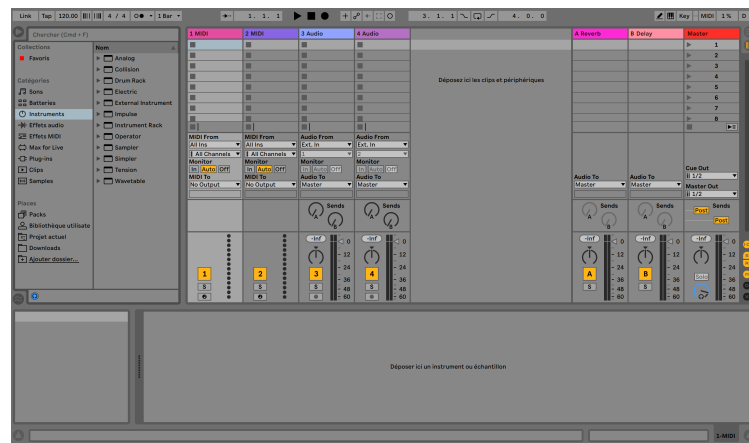 Link Tap 120.00 4 / 4 1 Bar 1. 1. 1 3. 1. 1 4. 0. 0 Key MIDI 1 % D
Chercher (Cmd + F)
Collections
Favoris
Catégories
Sons
Batteries
Instruments
Effets audio
Effets MIDI
Max for Live
Plug-ins
Clips
Samples
Places
Packs
Bibliothèque utilisate
Projet actuel
Downloads
Ajouter dossier...
Nom
Analog
Collision
Drum Rack
Electric
External Instrument
Impulse
Instrument Rack
Operator
Sampler
Simpler
Tension
Wavetable
1 MIDI 2 MIDI 3 Audio 4 Audio A Reverb B Delay Master
Déposez ici les clips et périphériques
1
2
3
4
5
6
7
8
MIDI From MIDI From Audio From Audio From
All Ins All Ins Ext. In Ext. In
All Channels All Channels 1 2
Monitor Monitor Monitor Monitor
In Auto Off In Auto Off In Auto Off In Auto Off
MIDI To MIDI To Audio To Audio To Audio To Audio To
No Output No Output Master Master Master Master
Cue Out
1/2
Master Out
1/2
Sends Sends Sends Sends Sends
A A A A Post
B B B B Post
-Inf -Inf -Inf -Inf -Inf
0 0 0 0 0
12 12 12 12 12
24 24 24 24 24
1 2 3 4 A B Solo
36 36 36 36 36
S S S S S S
48 48 48 48 48
60 60 60 60 60
Déposer ici un instrument ou échantillon
1-MIDI